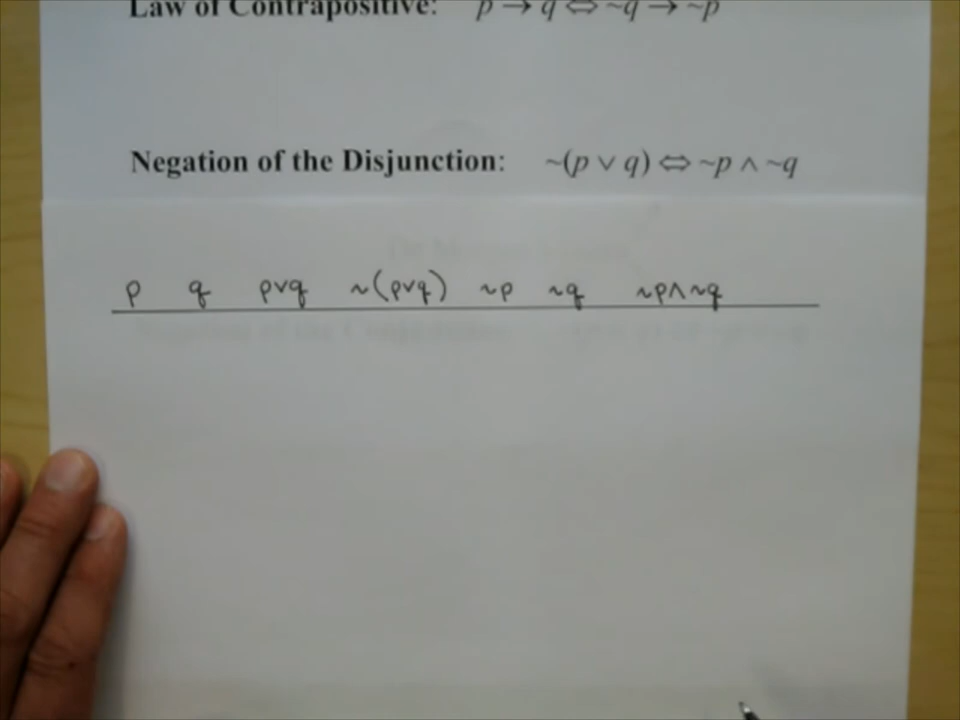 Law of Contrapositive: p → q ⇔ ~q → ~p
Negation of the Disjunction: ~(p ∨ q) ⇔ ~p ∧ ~q
p q p∨q ~(p∨q) ~p ~q ~p∧~q